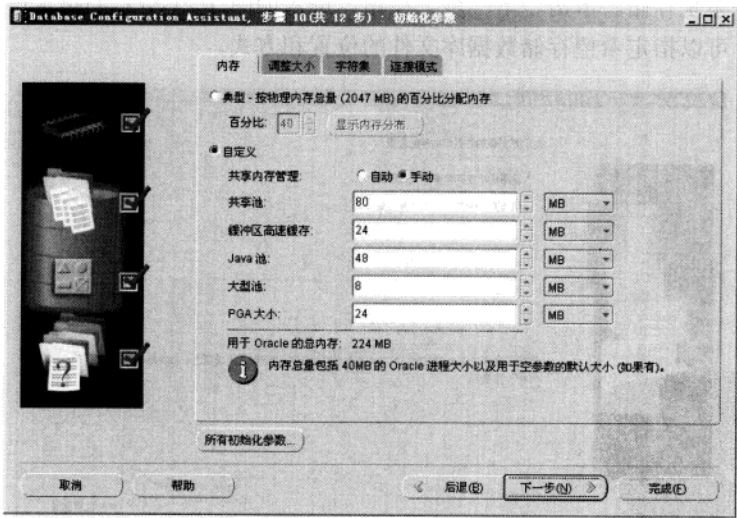 Database Configuration Assistant, 步骤 10(共 12 步) : 初始化参数
内存 调整大小 字符集 连接模式
典型 - 按物理内存总量 (2047 MB) 的百分比分配内存
百分比: 40 显示内存分布...
自定义
共享内存管理: 自动 手动
共享池: 80 MB
缓冲区高速缓存: 24 MB
Java 池: 48 MB
大型池: 8 MB
PGA 大小: 24 MB
用于 Oracle 的总内存: 224 MB
内存总量包括 40MB 的 Oracle 进程大小以及用于空参数的默认大小 (如果有)。
所有初始化参数...
取消 帮助 后退(B) 下一步(N) 完成(F)